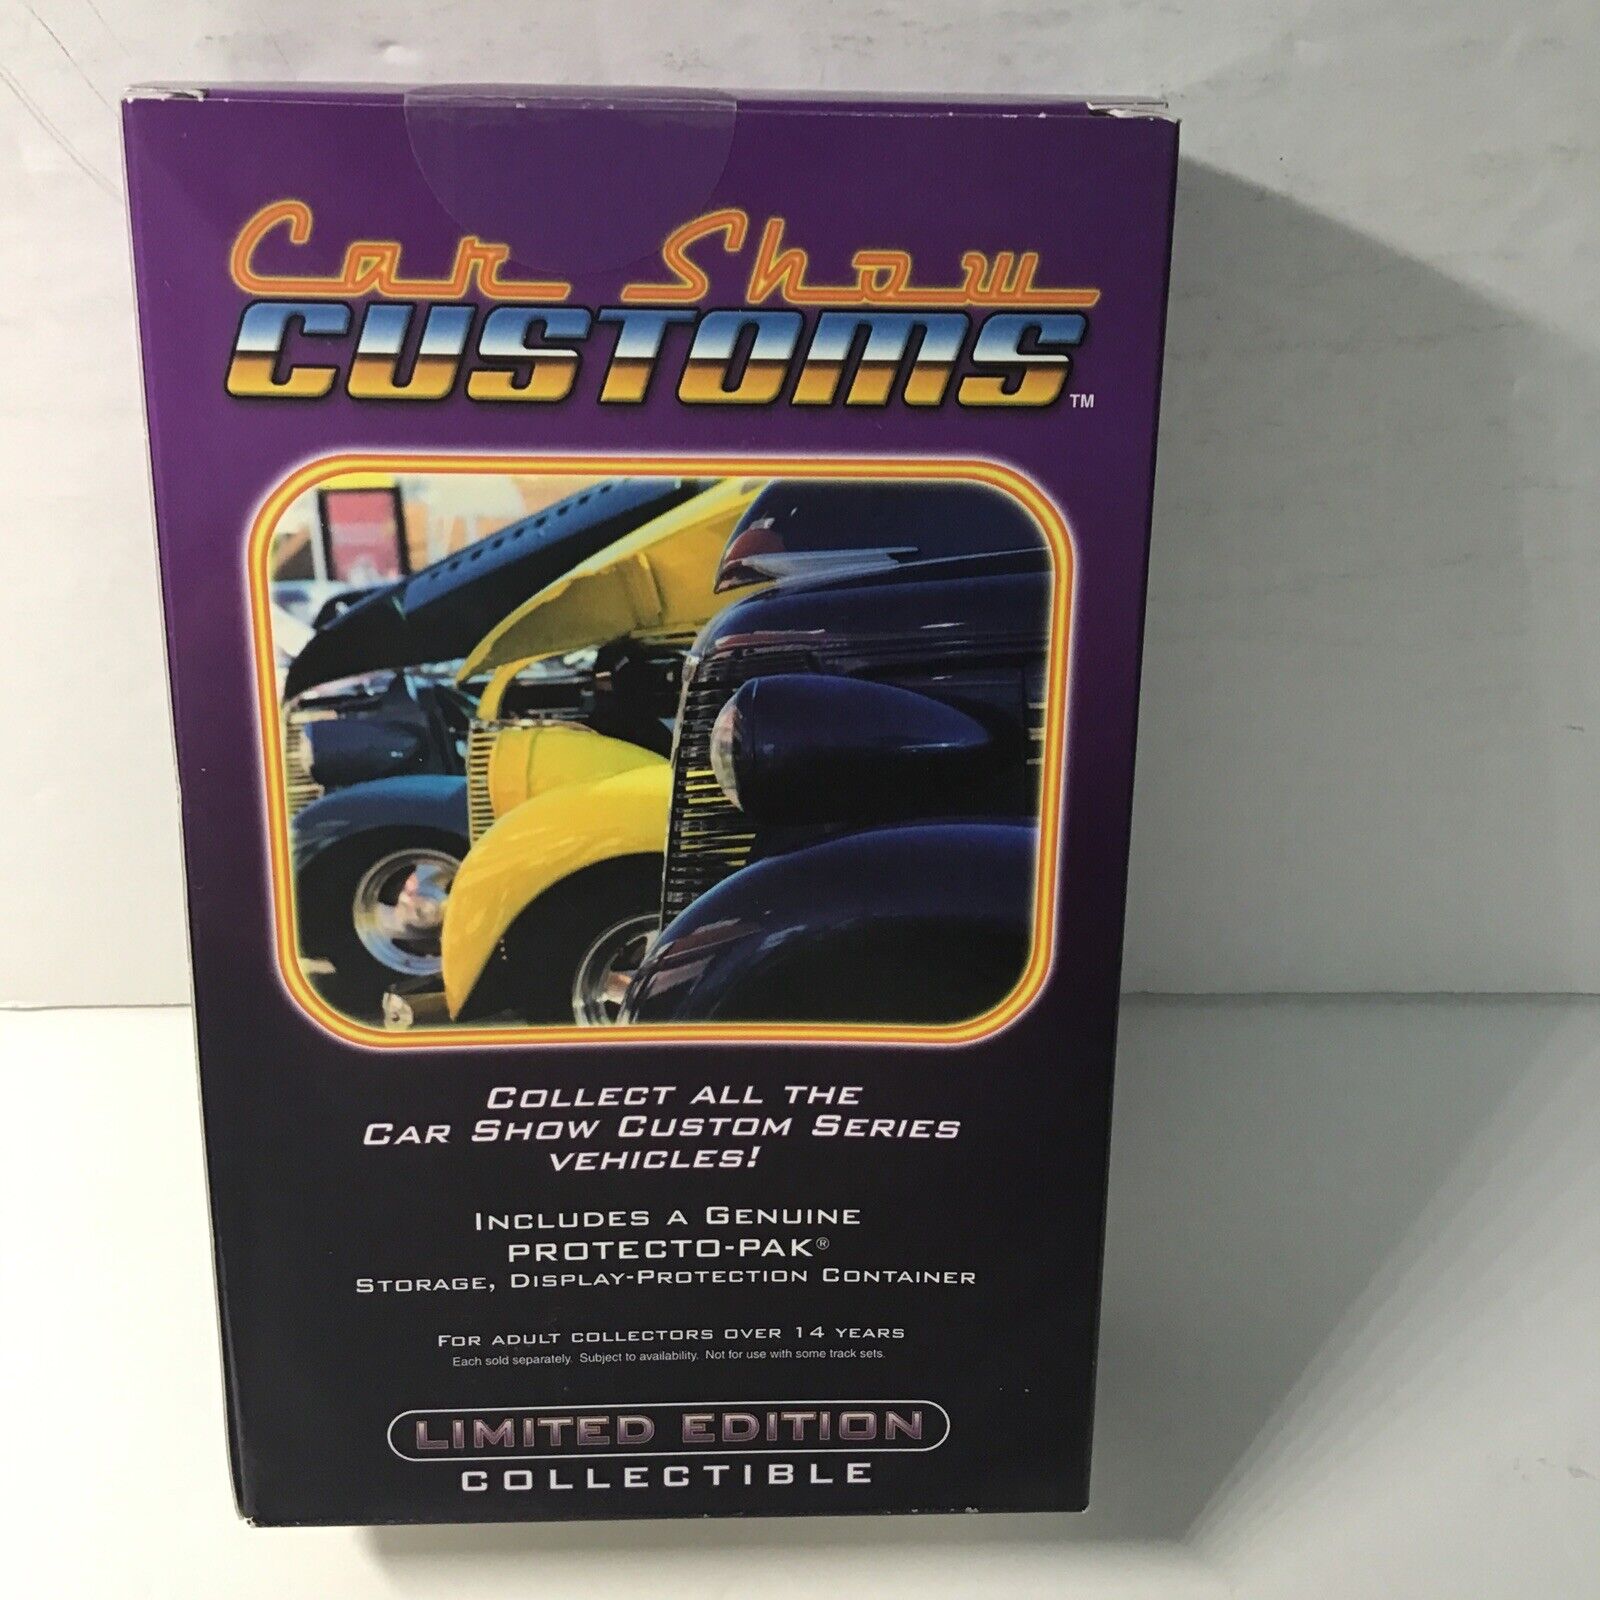 Car Show
CUSTOMS™
COLLECT ALL THE
CAR SHOW CUSTOM SERIES
VEHICLES!
INCLUDES A GENUINE
PROTECTO-PAK®
STORAGE, DISPLAY-PROTECTION CONTAINER
FOR ADULT COLLECTORS OVER 14 YEARS
Each sold separately. Subject to availability. Not for use with some track sets.
LIMITED EDITION
COLLECTIBLE